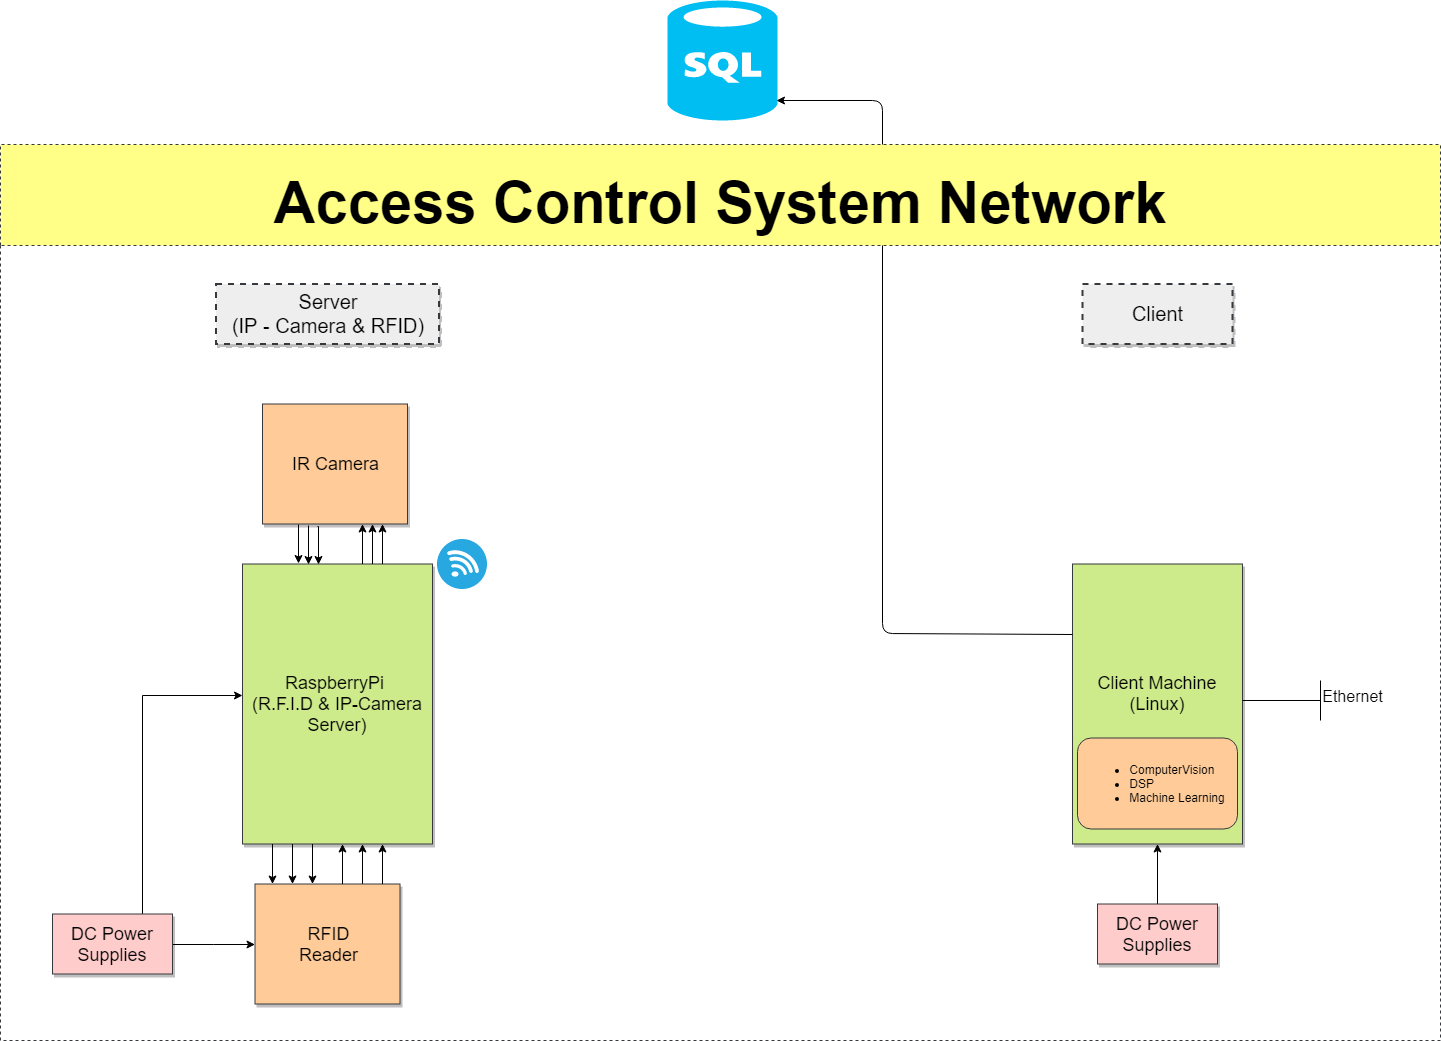 SQL
Access Control System Network
Server
(IP - Camera & RFID)
Client
IR Camera
RaspberryPi
(R.F.I.D & IP-Camera
Server)
Client Machine
(Linux)
Ethernet
• ComputerVision
• DSP
• Machine Learning
DC Power
Supplies
RFID
Reader
DC Power
Supplies